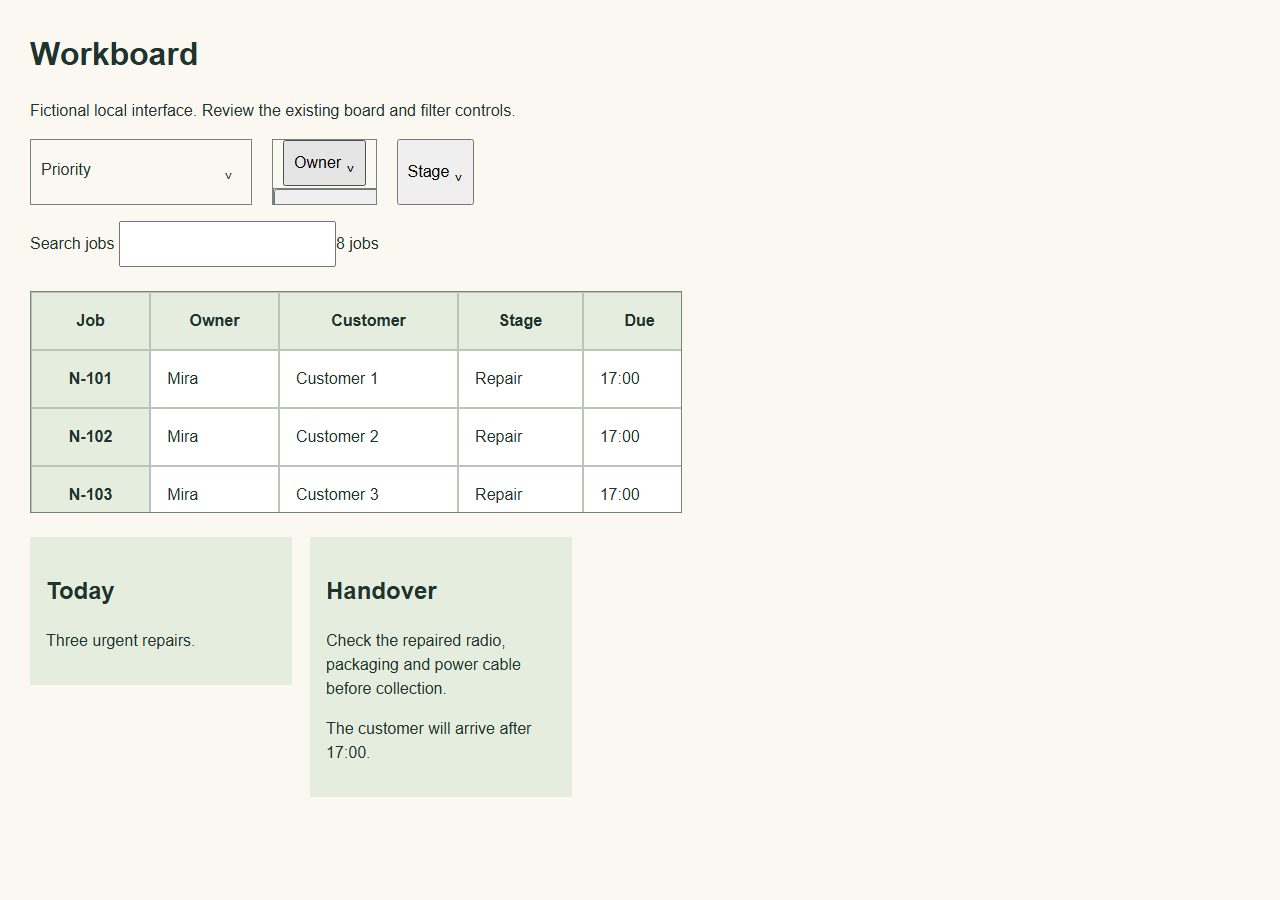 Workboard
Fictional local interface. Review the existing board and filter controls.
Priority v Owner v Stage v
Search jobs 8 jobs
Job Owner Customer Stage Due
N-101 Mira Customer 1 Repair 17:00
N-102 Mira Customer 2 Repair 17:00
N-103 Mira Customer 3 Repair 17:00
Today
Three urgent repairs.
Handover
Check the repaired radio,
packaging and power cable
before collection.
The customer will arrive after
17:00.